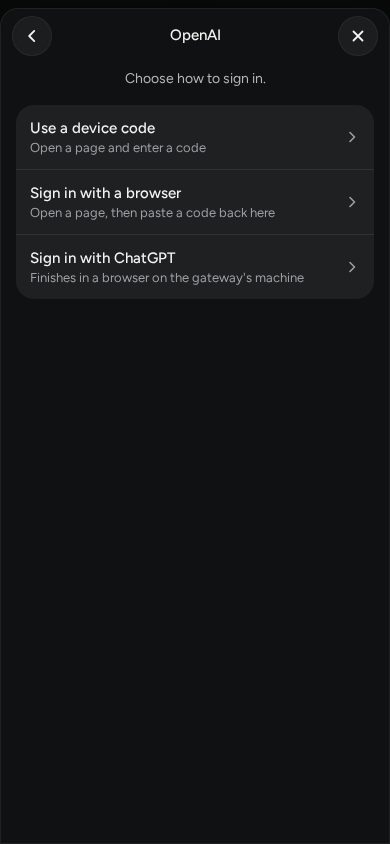 OpenAI
Choose how to sign in.
Use a device code
Open a page and enter a code
Sign in with a browser
Open a page, then paste a code back here
Sign in with ChatGPT
Finishes in a browser on the gateway's machine